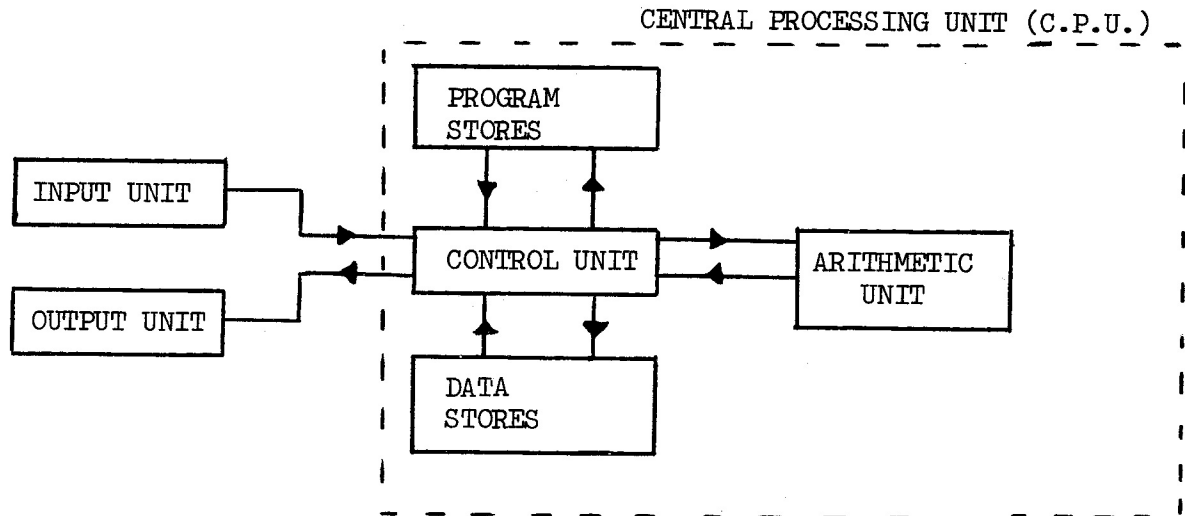 CENTRAL PROCESSING UNIT (C.P.U.)
PROGRAM
STORES
INPUT UNIT
CONTROL UNIT
ARITHMETIC
UNIT
OUTPUT UNIT
DATA
STORES